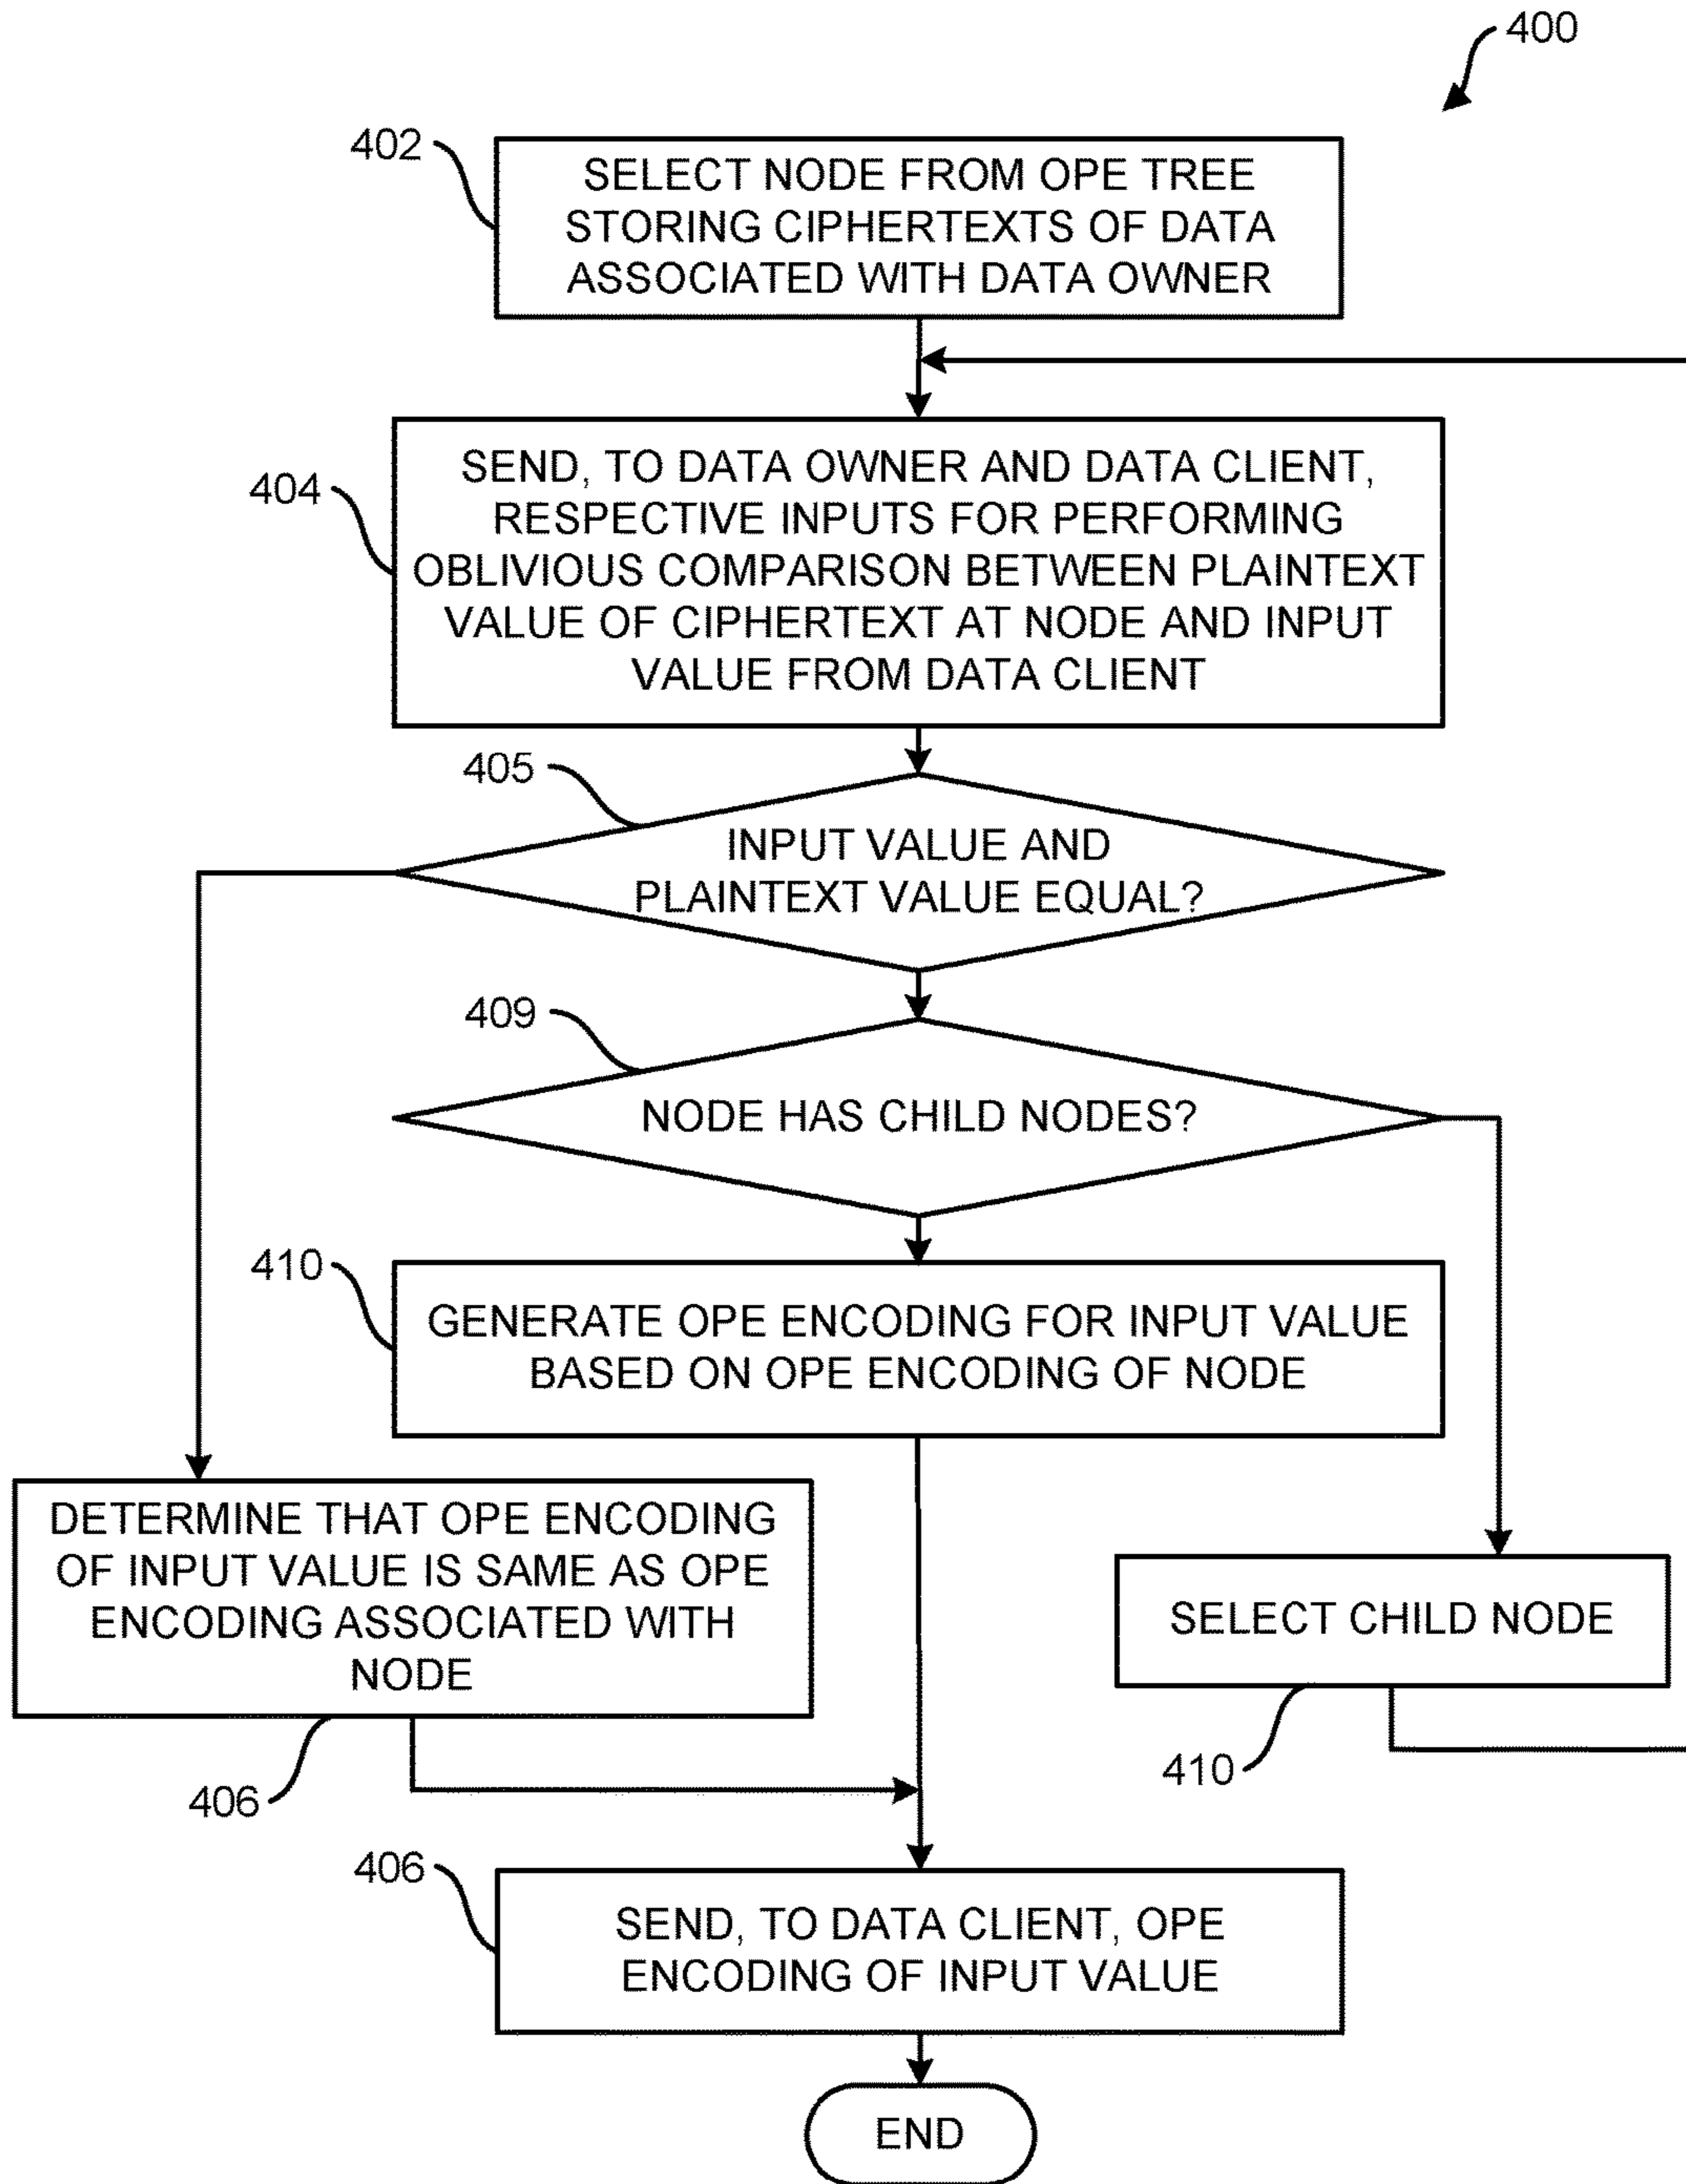 400
402
SELECT NODE FROM OPE TREE
STORING CIPHERTEXTS OF DATA
ASSOCIATED WITH DATA OWNER
404
SEND, TO DATA OWNER AND DATA CLIENT,
RESPECTIVE INPUTS FOR PERFORMING
OBLIVIOUS COMPARISON BETWEEN PLAINTEXT
VALUE OF CIPHERTEXT AT NODE AND INPUT
VALUE FROM DATA CLIENT
405
INPUT VALUE AND
PLAINTEXT VALUE EQUAL?
409
NODE HAS CHILD NODES?
410
GENERATE OPE ENCODING FOR INPUT VALUE
BASED ON OPE ENCODING OF NODE
DETERMINE THAT OPE ENCODING
OF INPUT VALUE IS SAME AS OPE
ENCODING ASSOCIATED WITH
NODE
406
SELECT CHILD NODE
410
406
SEND, TO DATA CLIENT, OPE
ENCODING OF INPUT VALUE
END